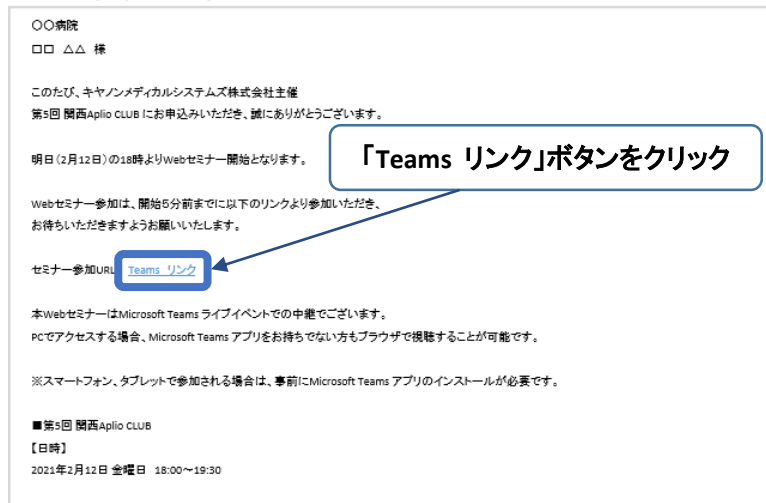 〇〇病院
□□ △△ 様
このたび、キヤノンメディカルシステムズ株式会社主催
第5回 関西Aplio CLUB にお申込みいただき、誠にありがとうございます。
明日(2月12日)の18時よりWebセミナー開始となります。
「Teams リンク」ボタンをクリック
Webセミナー参加は、開始5分前までに以下のリンクより参加いただき、
お待ちいただきますようお願いいたします。
セミナー参加URL Teams リンク
本WebセミナーはMicrosoft Teams ライブイベントでの中継でございます。
PCでアクセスする場合、Microsoft Teams アプリをお持ちでない方もブラウザで視聴することが可能です。
※スマートフォン、タブレットで参加される場合は、事前にMicrosoft Teams アプリのインストールが必要です。
■第5回 関西Aplio CLUB
【日時】
2021年2月12日 金曜日 18:00～19:30